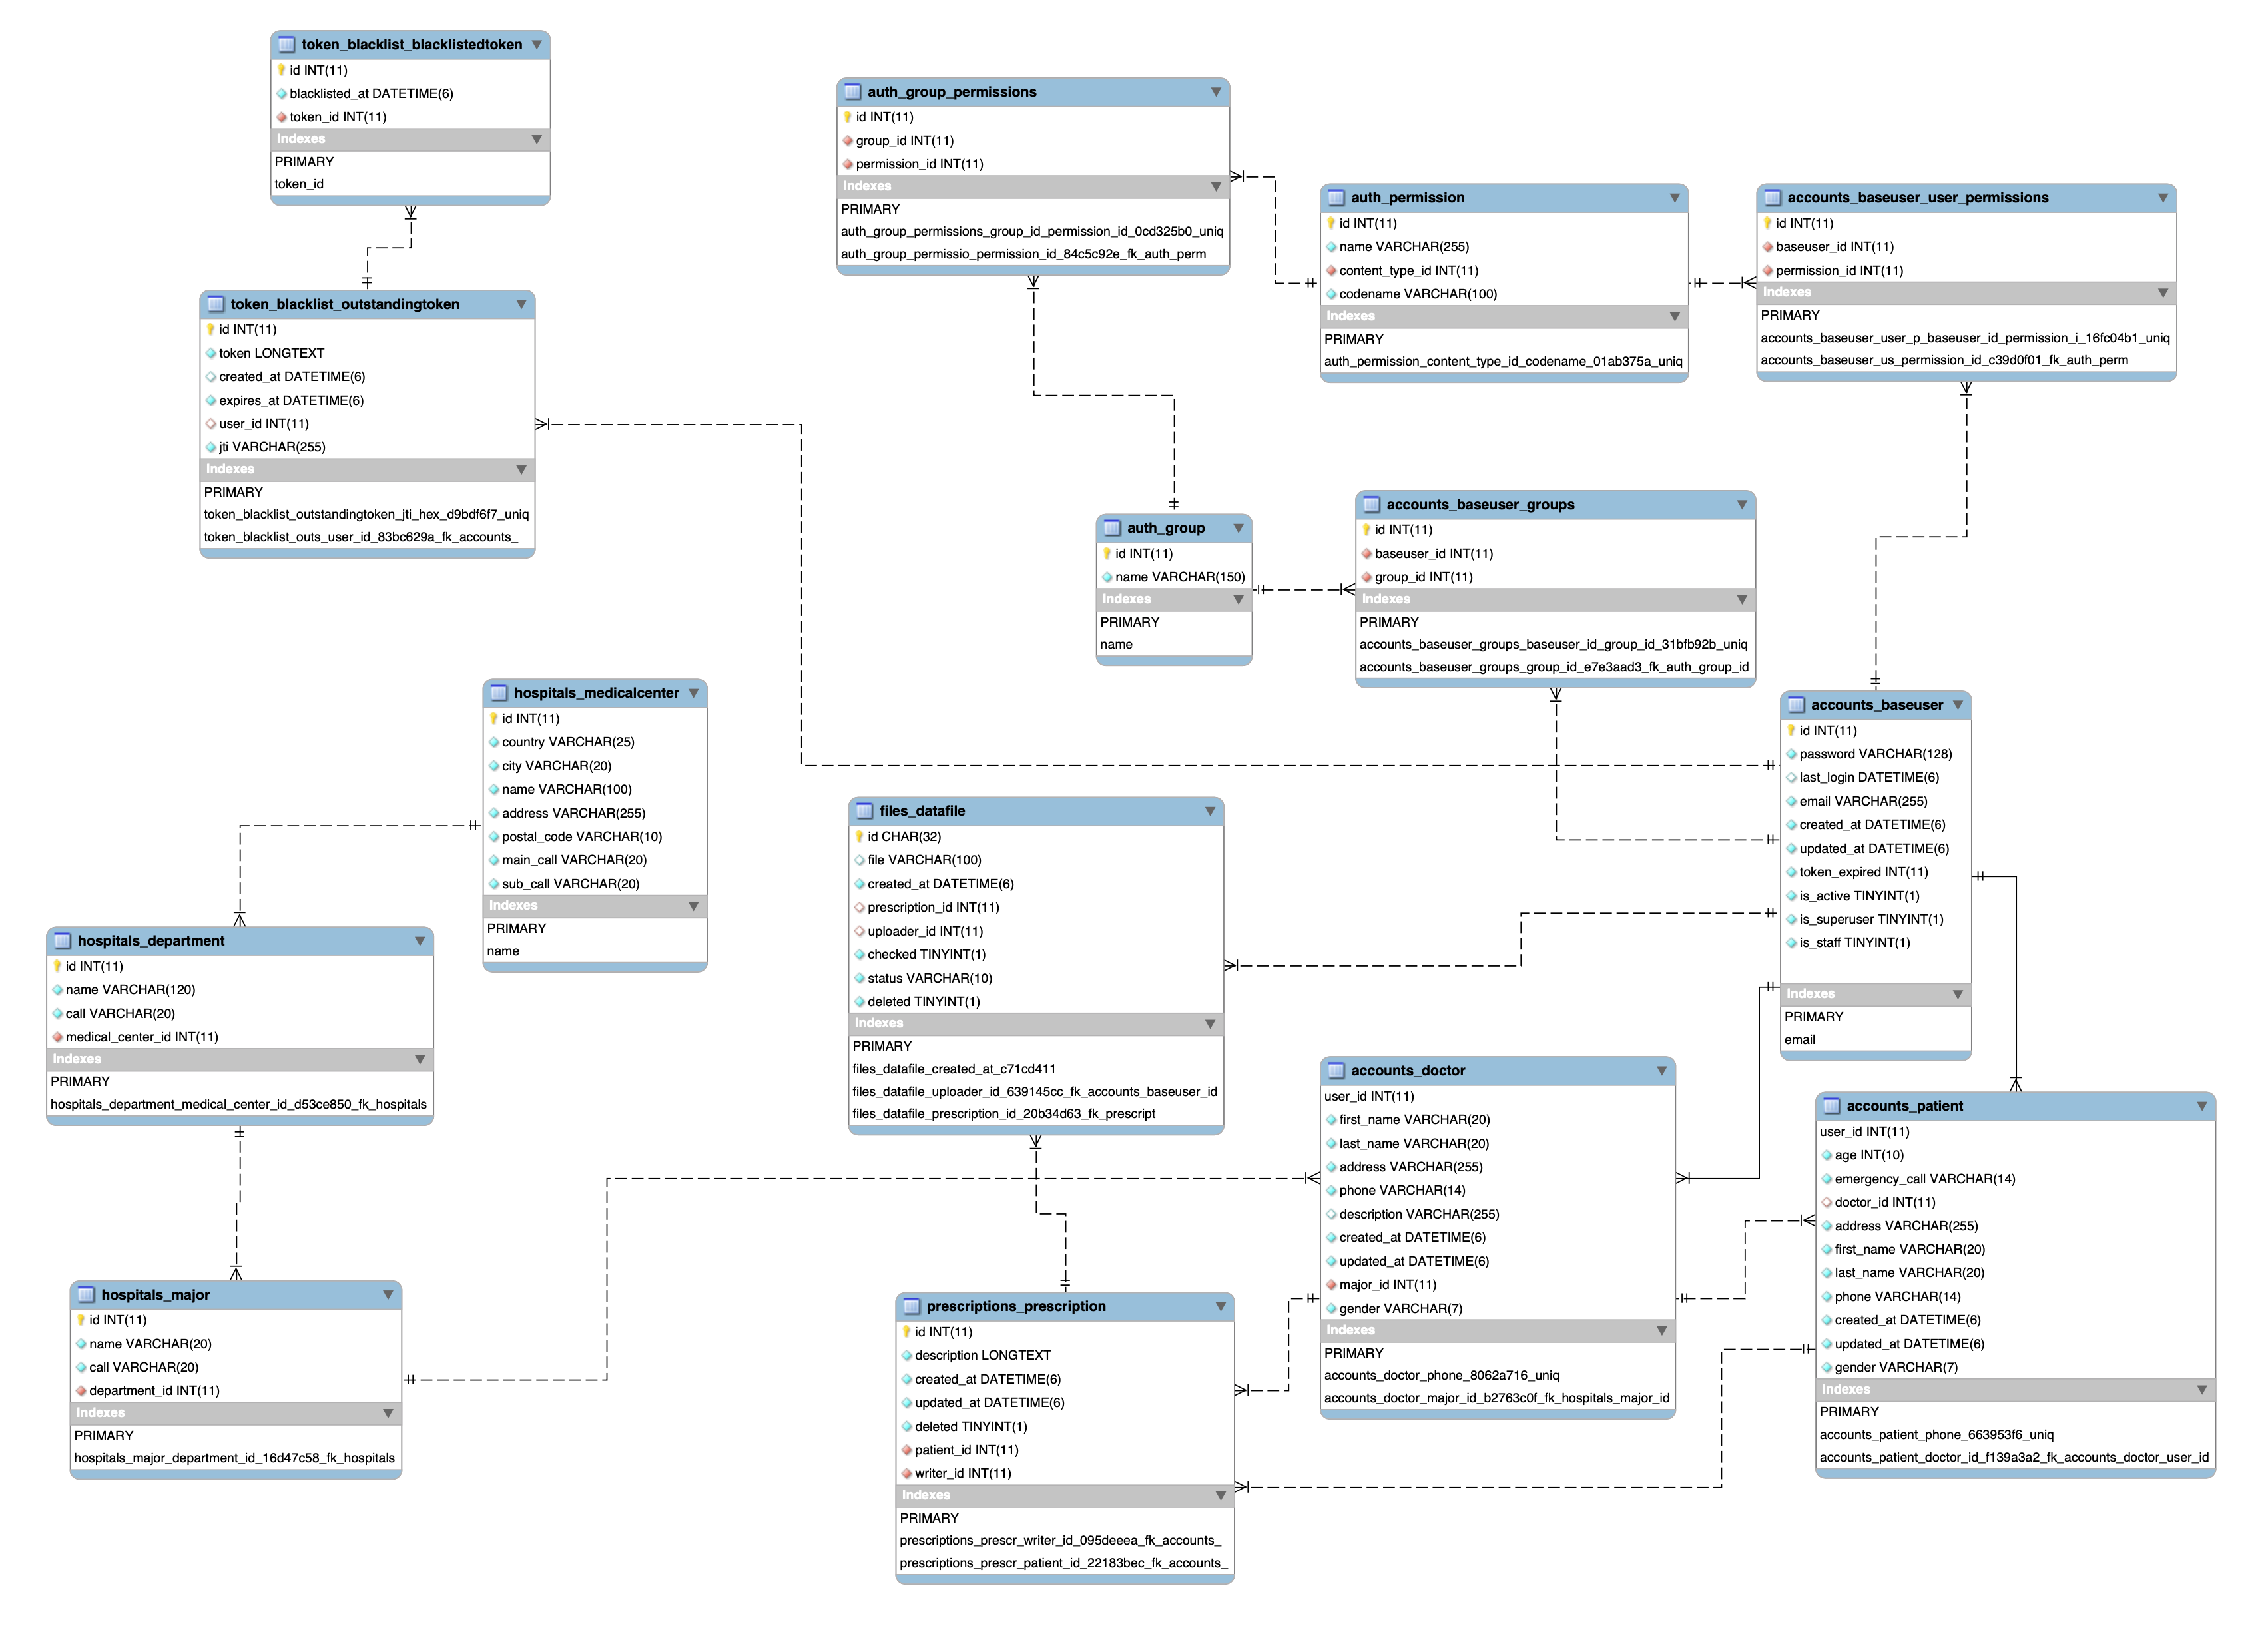 token_blacklist_blacklistedtoken
id INT(11)
blacklisted_at DATETIME(6)
token_id INT(11)
Indexes
PRIMARY
token_id
auth_group_permissions
id INT(11)
group_id INT(11)
permission_id INT(11)
Indexes
PRIMARY
auth_group_permissions_group_id_permission_id_0cd325b0_uniq
auth_group_permissio_permission_id_84c5c92e_fk_auth_perm
auth_permission
id INT(11)
name VARCHAR(255)
content_type_id INT(11)
codename VARCHAR(100)
Indexes
PRIMARY
auth_permission_content_type_id_codename_01ab375a_uniq
accounts_baseuser_user_permissions
id INT(11)
baseuser_id INT(11)
permission_id INT(11)
Indexes
PRIMARY
accounts_baseuser_user_p_baseuser_id_permission_i_16fc04b1_uniq
accounts_baseuser_us_permission_id_c39d0f01_fk_auth_perm
token_blacklist_outstandingtoken
id INT(11)
token LONGTEXT
created_at DATETIME(6)
expires_at DATETIME(6)
user_id INT(11)
jti VARCHAR(255)
Indexes
PRIMARY
token_blacklist_outstandingtoken_jti_hex_d9bdf6f7_uniq
token_blacklist_outs_user_id_83bc629a_fk_accounts_
auth_group
id INT(11)
name VARCHAR(150)
Indexes
PRIMARY
name
accounts_baseuser_groups
id INT(11)
baseuser_id INT(11)
group_id INT(11)
Indexes
PRIMARY
accounts_baseuser_groups_baseuser_id_group_id_31bfb92b_uniq
accounts_baseuser_groups_group_id_e7e3aad3_fk_auth_group_id
hospitals_medicalcenter
id INT(11)
country VARCHAR(25)
city VARCHAR(20)
name VARCHAR(100)
address VARCHAR(255)
postal_code VARCHAR(10)
main_call VARCHAR(20)
sub_call VARCHAR(20)
Indexes
PRIMARY
name
accounts_baseuser
id INT(11)
password VARCHAR(128)
last_login DATETIME(6)
email VARCHAR(255)
created_at DATETIME(6)
updated_at DATETIME(6)
token_expired INT(11)
is_active TINYINT(1)
is_superuser TINYINT(1)
is_staff TINYINT(1)
Indexes
PRIMARY
email
files_datafile
id CHAR(32)
file VARCHAR(100)
created_at DATETIME(6)
prescription_id INT(11)
uploader_id INT(11)
checked TINYINT(1)
status VARCHAR(10)
deleted TINYINT(1)
Indexes
PRIMARY
files_datafile_created_at_c71cd411
files_datafile_uploader_id_639145cc_fk_accounts_baseuser_id
files_datafile_prescription_id_20b34d63_fk_prescript
hospitals_department
id INT(11)
name VARCHAR(120)
call VARCHAR(20)
medical_center_id INT(11)
Indexes
PRIMARY
hospitals_department_medical_center_id_d53ce850_fk_hospitals
accounts_doctor
user_id INT(11)
first_name VARCHAR(20)
last_name VARCHAR(20)
address VARCHAR(255)
phone VARCHAR(14)
description VARCHAR(255)
created_at DATETIME(6)
updated_at DATETIME(6)
major_id INT(11)
gender VARCHAR(7)
Indexes
PRIMARY
accounts_doctor_phone_8062a716_uniq
accounts_doctor_major_id_b2763c0f_fk_hospitals_major_id
accounts_patient
user_id INT(11)
age INT(10)
emergency_call VARCHAR(14)
doctor_id INT(11)
address VARCHAR(255)
first_name VARCHAR(20)
last_name VARCHAR(20)
phone VARCHAR(14)
created_at DATETIME(6)
updated_at DATETIME(6)
gender VARCHAR(7)
Indexes
PRIMARY
accounts_patient_phone_663953f6_uniq
accounts_patient_doctor_id_f139a3a2_fk_accounts_doctor_user_id
hospitals_major
id INT(11)
name VARCHAR(20)
call VARCHAR(20)
department_id INT(11)
Indexes
PRIMARY
hospitals_major_department_id_16d47c58_fk_hospitals
prescriptions_prescription
id INT(11)
description LONGTEXT
created_at DATETIME(6)
updated_at DATETIME(6)
deleted TINYINT(1)
patient_id INT(11)
writer_id INT(11)
Indexes
PRIMARY
prescriptions_prescr_writer_id_095deeea_fk_accounts_
prescriptions_prescr_patient_id_22183bec_fk_accounts_